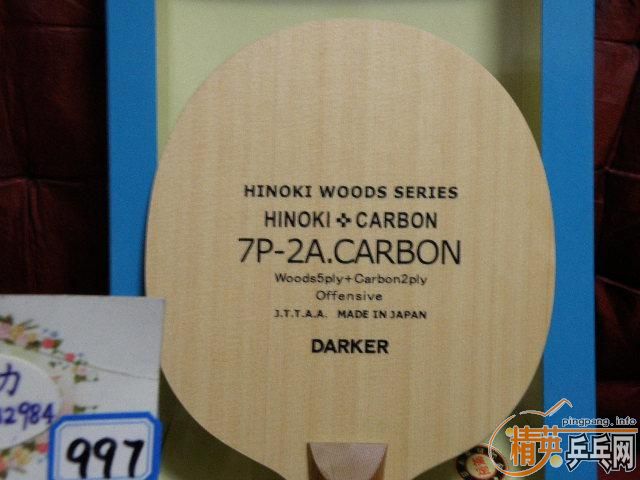 HINOKI WOODS SERIES
HINOKI CARBON
7P-2A.CARBON
Woods5ply+Carbon2ply
Offensive
J.T.T.A.A. MADE IN JAPAN
DARKER
力
2984
997
pingpang.info
精英乒乓网